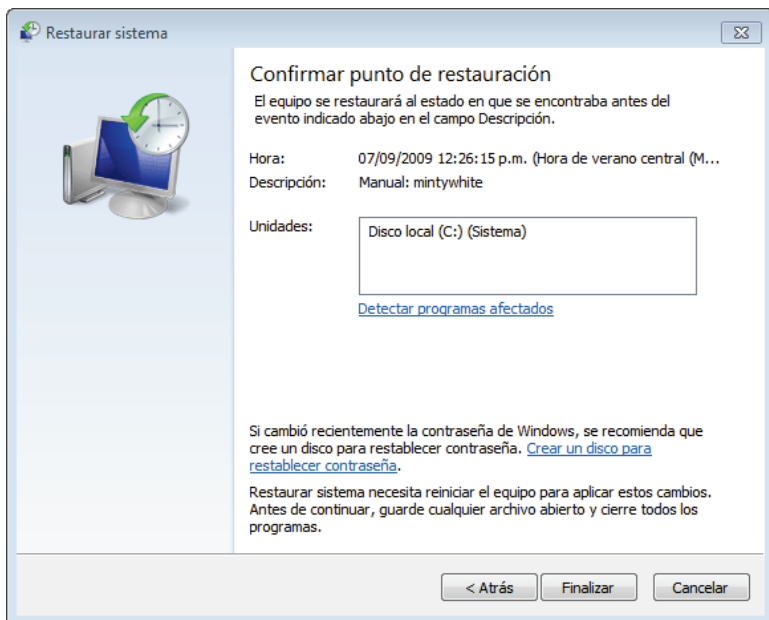 Restaurar sistema
Confirmar punto de restauración
El equipo se restaurará al estado en que se encontraba antes del
evento indicado abajo en el campo Descripción.
Hora: 07/09/2009 12:26:15 p.m. (Hora de verano central (M...
Descripción: Manual: mintywhite
Unidades: Disco local (C:) (Sistema)
Detectar programas afectados
Si cambió recientemente la contraseña de Windows, se recomienda que
cree un disco para restablecer contraseña. Crear un disco para
restablecer contraseña.
Restaurar sistema necesita reiniciar el equipo para aplicar estos cambios.
Antes de continuar, guarde cualquier archivo abierto y cierre todos los
programas.
< Atrás Finalizar Cancelar